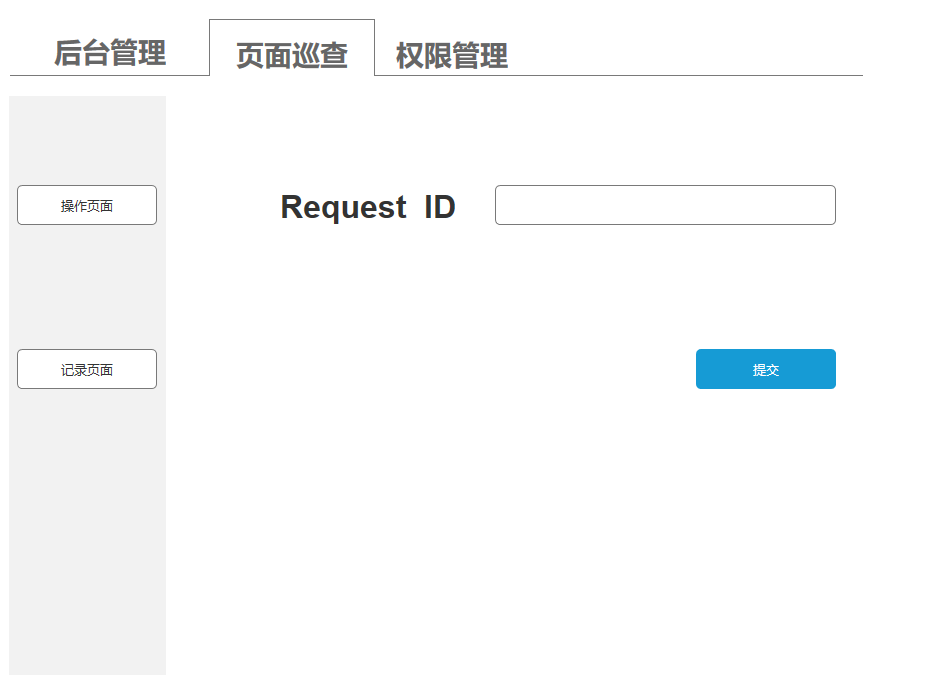 后台管理
页面巡查
权限管理
操作页面
Request ID
记录页面
提交